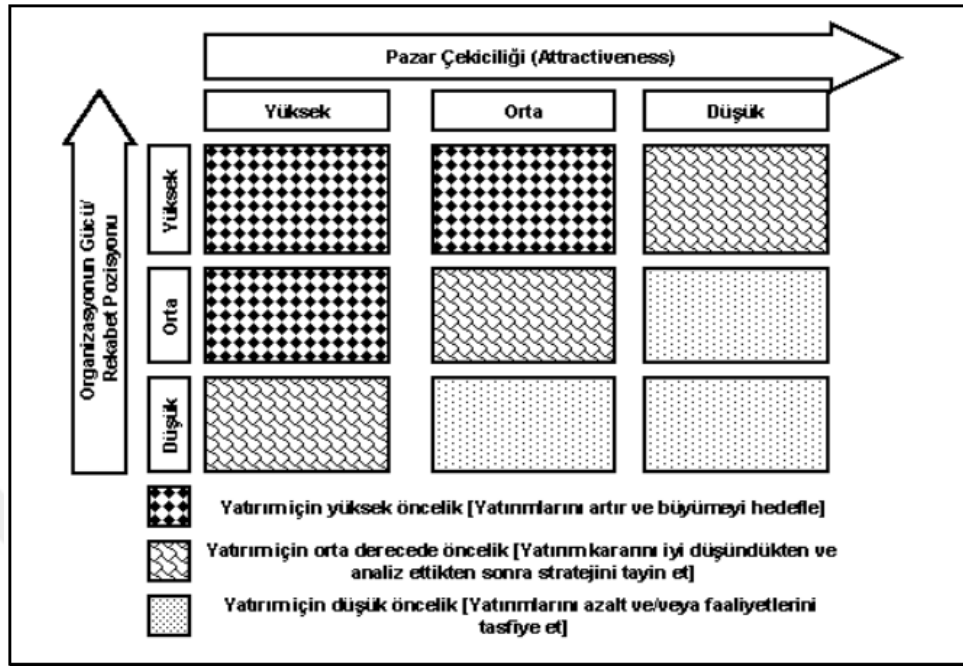 Pazar Çekiciliği (Attractiveness)
Yüksek
Orta
Düşük
Organizasyonun Gücü/
Rekabet Pozisyonu
Yüksek
Orta
Düşük
Yatırım için yüksek öncelik [Yatırımlarını artır ve büyümeyi hedefle]
Yatırım için orta derecede öncelik [Yatırım kararını iyi düşündükten ve
analiz ettikten sonra stratejini tayin et]
Yatırım için düşük öncelik [Yatırımlarını azalt ve/veya faaliyetlerini
tasfiye et]